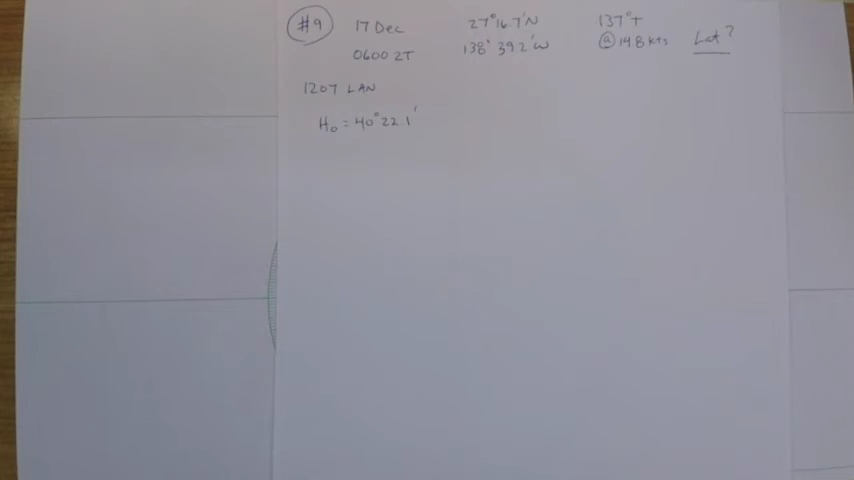 #9 17 Dec 27°16.7'N 137°T
0600 ZT 138° 39.2'W @ 14.8 kts Lat?
1207 LAN
Ho = 40°22.1'